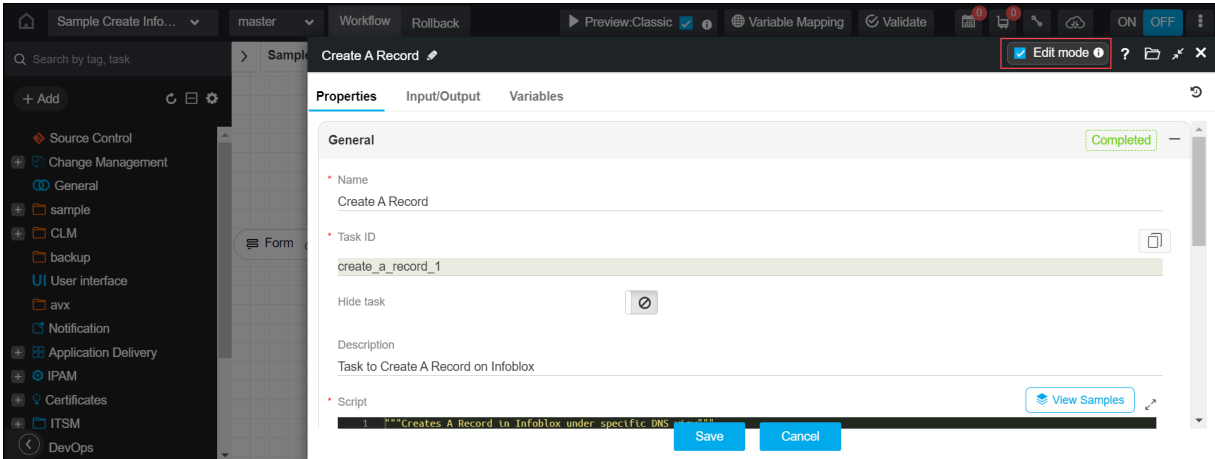 Sample Create Info…
master
Workflow
Rollback
Preview:Classic
Variable Mapping
Validate
0
0
ON
OFF
Search by tag, task
Sample
Create A Record
Edit mode
?
+ Add
Properties
Input/Output
Variables
Source Control
Change Management
General
sample
CLM
backup
UI User interface
avx
Notification
Application Delivery
IPAM
Certificates
ITSM
DevOps
Form
General
Completed
* Name
Create A Record
* Task ID
create_a_record_1
Hide task
Description
Task to Create A Record on Infoblox
* Script
View Samples
1 """Creates A Record in Infoblox under specific DNS
Save
Cancel